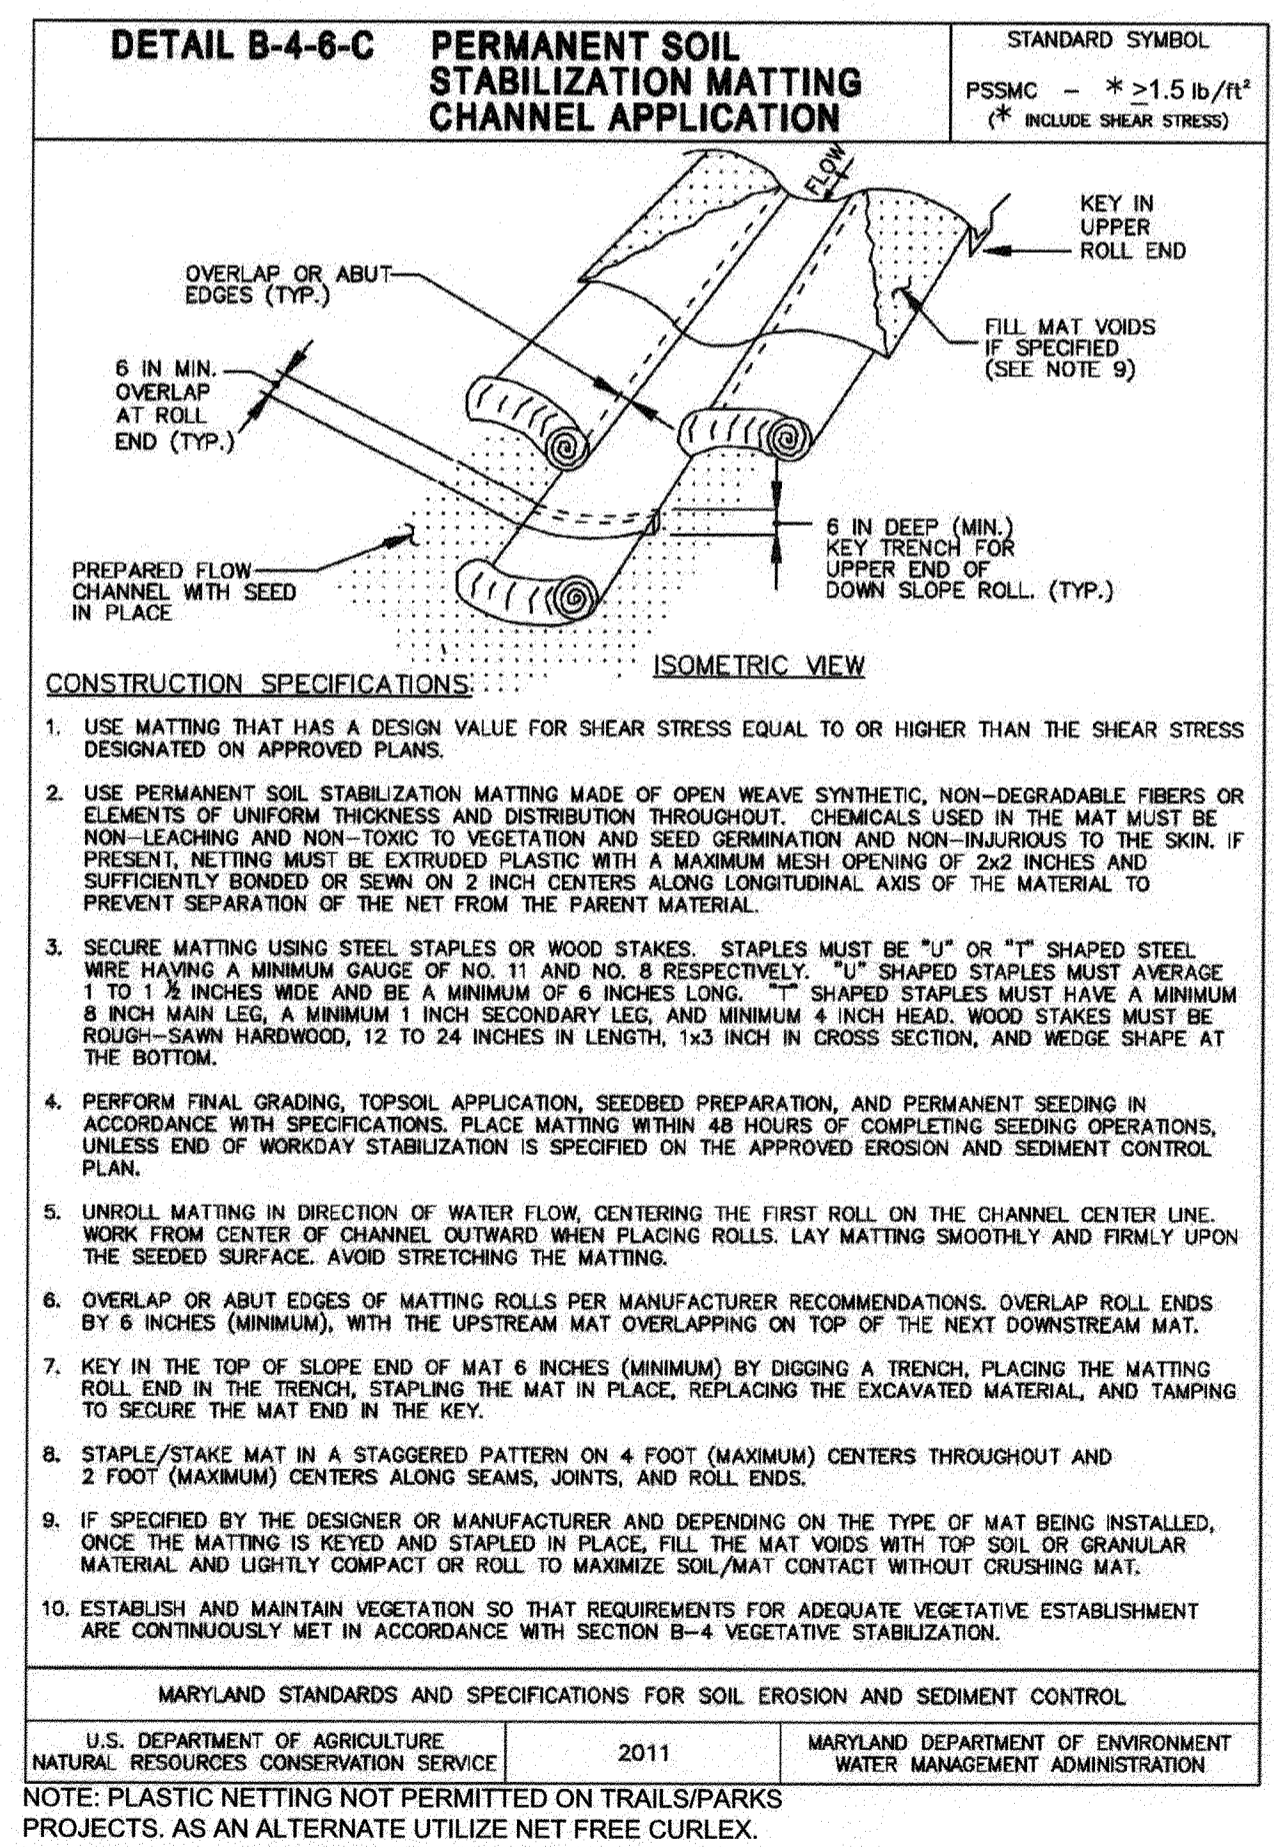 DETAIL B-4-6-C
PERMANENT SOIL
STABILIZATION MATTING
CHANNEL APPLICATION
STANDARD SYMBOL
PSSMC – * ≥1.5 lb/ft²
(* INCLUDE SHEAR STRESS)
FLOW
KEY IN
UPPER
ROLL END
OVERLAP OR ABUT
EDGES (TYP.)
FILL MAT VOIDS
IF SPECIFIED
(SEE NOTE 9)
6 IN MIN.
OVERLAP
AT ROLL
END (TYP.)
6 IN DEEP (MIN.)
KEY TRENCH FOR
UPPER END OF
DOWN SLOPE ROLL. (TYP.)
PREPARED FLOW
CHANNEL WITH SEED
IN PLACE
ISOMETRIC VIEW
CONSTRUCTION SPECIFICATIONS:
1. USE MATTING THAT HAS A DESIGN VALUE FOR SHEAR STRESS EQUAL TO OR HIGHER THAN THE SHEAR STRESS
DESIGNATED ON APPROVED PLANS.
2. USE PERMANENT SOIL STABILIZATION MATTING MADE OF OPEN WEAVE SYNTHETIC, NON-DEGRADABLE FIBERS OR
ELEMENTS OF UNIFORM THICKNESS AND DISTRIBUTION THROUGHOUT. CHEMICALS USED IN THE MAT MUST BE
NON-LEACHING AND NON-TOXIC TO VEGETATION AND SEED GERMINATION AND NON-INJURIOUS TO THE SKIN. IF
PRESENT, NETTING MUST BE EXTRUDED PLASTIC WITH A MAXIMUM MESH OPENING OF 2x2 INCHES AND
SUFFICIENTLY BONDED OR SEWN ON 2 INCH CENTERS ALONG LONGITUDINAL AXIS OF THE MATERIAL TO
PREVENT SEPARATION OF THE NET FROM THE PARENT MATERIAL.
3. SECURE MATTING USING STEEL STAPLES OR WOOD STAKES. STAPLES MUST BE "U" OR "T" SHAPED STEEL
WIRE HAVING A MINIMUM GAUGE OF NO. 11 AND NO. 8 RESPECTIVELY. "U" SHAPED STAPLES MUST AVERAGE
1 TO 1 ½ INCHES WIDE AND BE A MINIMUM OF 6 INCHES LONG. "T" SHAPED STAPLES MUST HAVE A MINIMUM
8 INCH MAIN LEG, A MINIMUM 1 INCH SECONDARY LEG, AND MINIMUM 4 INCH HEAD. WOOD STAKES MUST BE
ROUGH-SAWN HARDWOOD, 12 TO 24 INCHES IN LENGTH, 1x3 INCH IN CROSS SECTION, AND WEDGE SHAPE AT
THE BOTTOM.
4. PERFORM FINAL GRADING, TOPSOIL APPLICATION, SEEDBED PREPARATION, AND PERMANENT SEEDING IN
ACCORDANCE WITH SPECIFICATIONS. PLACE MATTING WITHIN 48 HOURS OF COMPLETING SEEDING OPERATIONS,
UNLESS END OF WORKDAY STABILIZATION IS SPECIFIED ON THE APPROVED EROSION AND SEDIMENT CONTROL
PLAN.
5. UNROLL MATTING IN DIRECTION OF WATER FLOW, CENTERING THE FIRST ROLL ON THE CHANNEL CENTER LINE.
WORK FROM CENTER OF CHANNEL OUTWARD WHEN PLACING ROLLS. LAY MATTING SMOOTHLY AND FIRMLY UPON
THE SEEDED SURFACE. AVOID STRETCHING THE MATTING.
6. OVERLAP OR ABUT EDGES OF MATTING ROLLS PER MANUFACTURER RECOMMENDATIONS. OVERLAP ROLL ENDS
BY 6 INCHES (MINIMUM), WITH THE UPSTREAM MAT OVERLAPPING ON TOP OF THE NEXT DOWNSTREAM MAT.
7. KEY IN THE TOP OF SLOPE END OF MAT 6 INCHES (MINIMUM) BY DIGGING A TRENCH, PLACING THE MATTING
ROLL END IN THE TRENCH, STAPLING THE MAT IN PLACE, REPLACING THE EXCAVATED MATERIAL, AND TAMPING
TO SECURE THE MAT END IN THE KEY.
8. STAPLE/STAKE MAT IN A STAGGERED PATTERN ON 4 FOOT (MAXIMUM) CENTERS THROUGHOUT AND
2 FOOT (MAXIMUM) CENTERS ALONG SEAMS, JOINTS, AND ROLL ENDS.
9. IF SPECIFIED BY THE DESIGNER OR MANUFACTURER AND DEPENDING ON THE TYPE OF MAT BEING INSTALLED,
ONCE THE MATTING IS KEYED AND STAPLED IN PLACE, FILL THE MAT VOIDS WITH TOP SOIL OR GRANULAR
MATERIAL AND LIGHTLY COMPACT OR ROLL TO MAXIMIZE SOIL/MAT CONTACT WITHOUT CRUSHING MAT.
10. ESTABLISH AND MAINTAIN VEGETATION SO THAT REQUIREMENTS FOR ADEQUATE VEGETATIVE ESTABLISHMENT
ARE CONTINUOUSLY MET IN ACCORDANCE WITH SECTION B-4 VEGETATIVE STABILIZATION.
MARYLAND STANDARDS AND SPECIFICATIONS FOR SOIL EROSION AND SEDIMENT CONTROL
U.S. DEPARTMENT OF AGRICULTURE
NATURAL RESOURCES CONSERVATION SERVICE
2011
MARYLAND DEPARTMENT OF ENVIRONMENT
WATER MANAGEMENT ADMINISTRATION
NOTE: PLASTIC NETTING NOT PERMITTED ON TRAILS/PARKS
PROJECTS. AS AN ALTERNATE UTILIZE NET FREE CURLEX.